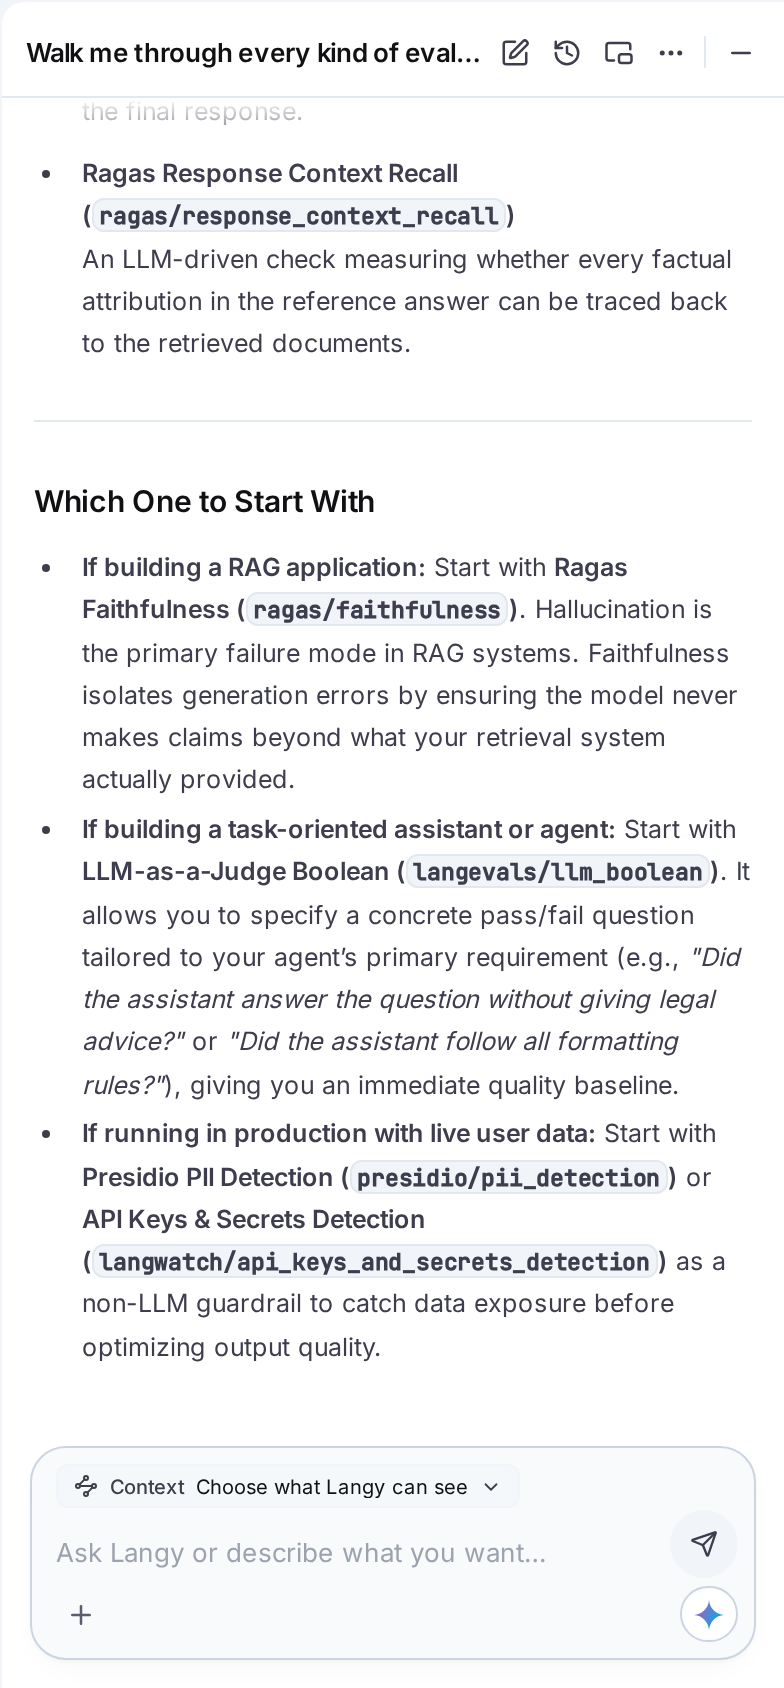 Walk me through every kind of eval...
the final response.
• Ragas Response Context Recall
(ragas/response_context_recall)
An LLM-driven check measuring whether every factual
attribution in the reference answer can be traced back
to the retrieved documents.
Which One to Start With
• If building a RAG application: Start with Ragas
Faithfulness (ragas/faithfulness). Hallucination is
the primary failure mode in RAG systems. Faithfulness
isolates generation errors by ensuring the model never
makes claims beyond what your retrieval system
actually provided.
• If building a task-oriented assistant or agent: Start with
LLM-as-a-Judge Boolean (langevals/llm_boolean). It
allows you to specify a concrete pass/fail question
tailored to your agent’s primary requirement (e.g., "Did
the assistant answer the question without giving legal
advice?" or "Did the assistant follow all formatting
rules?"), giving you an immediate quality baseline.
• If running in production with live user data: Start with
Presidio PII Detection (presidio/pii_detection) or
API Keys & Secrets Detection
(langwatch/api_keys_and_secrets_detection) as a
non-LLM guardrail to catch data exposure before
optimizing output quality.
Context Choose what Langy can see
Ask Langy or describe what you want...